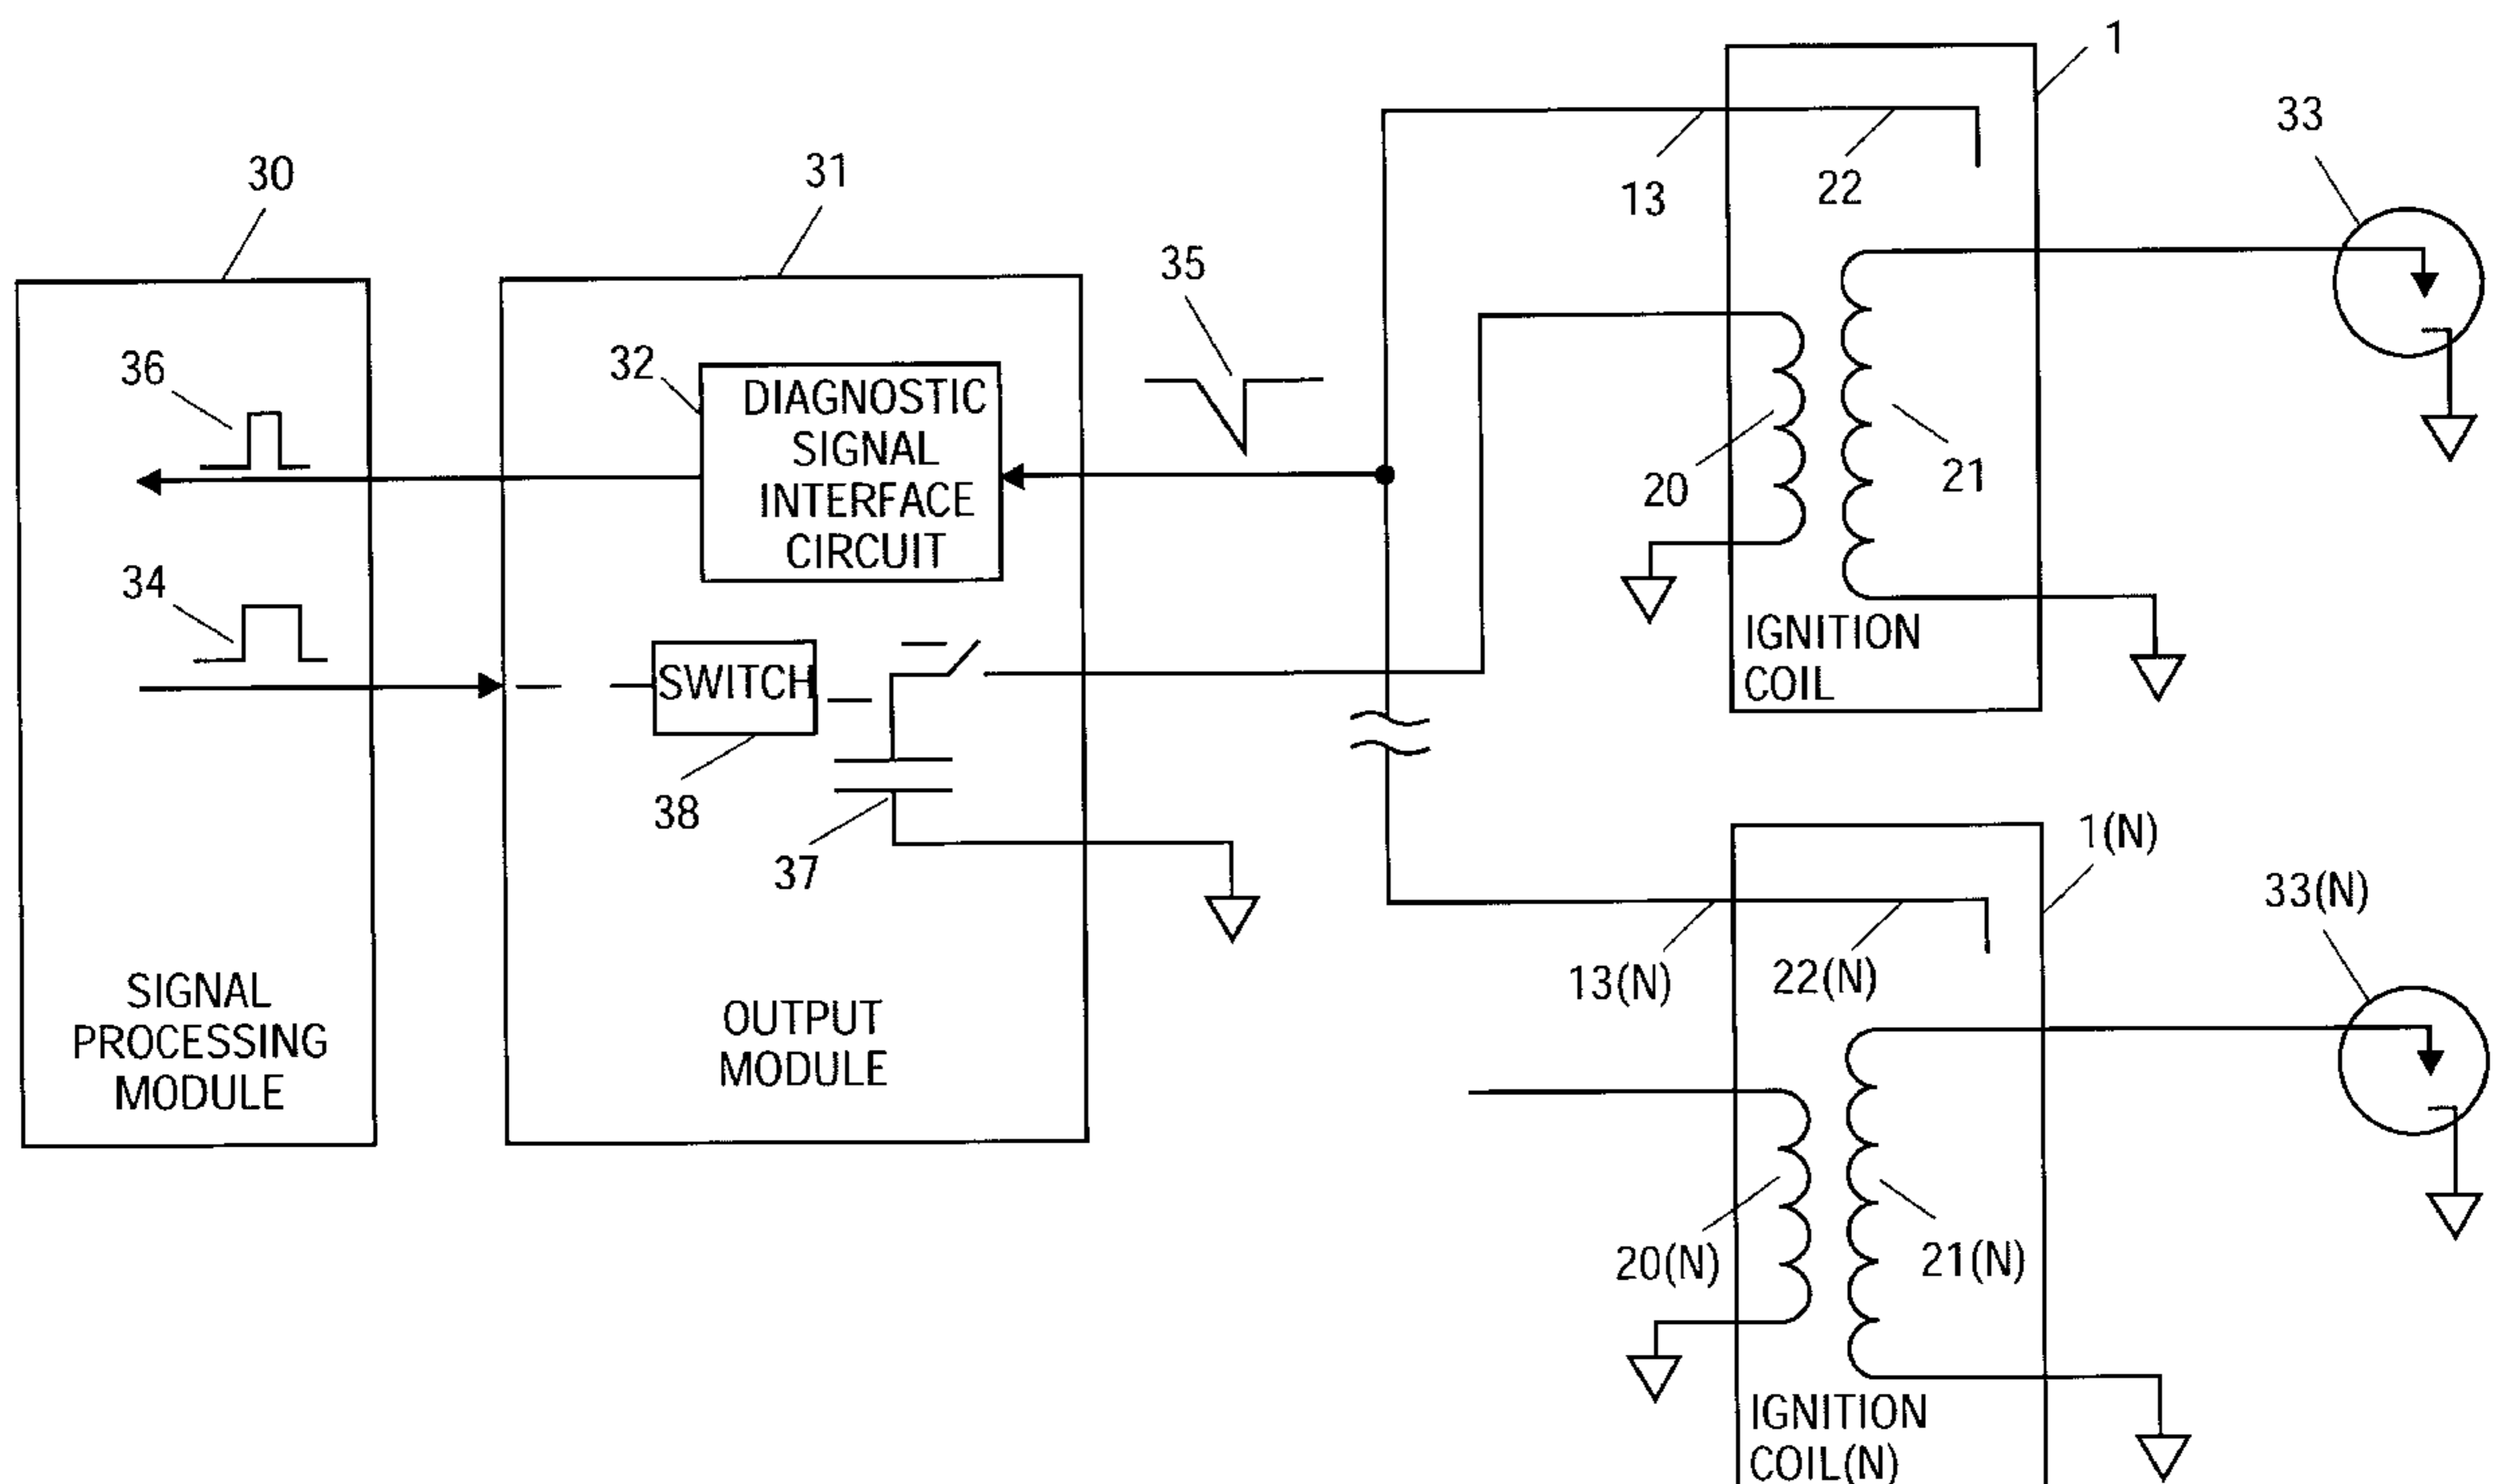 1
33
30
31
13
22
35
36
32
DIAGNOSTIC
SIGNAL
INTERFACE
CIRCUIT
20
21
34
SWITCH
IGNITION
COIL
38
37
1(N)
33(N)
SIGNAL
PROCESSING
MODULE
OUTPUT
MODULE
13(N)
22(N)
20(N)
21(N)
IGNITION
COIL(N)